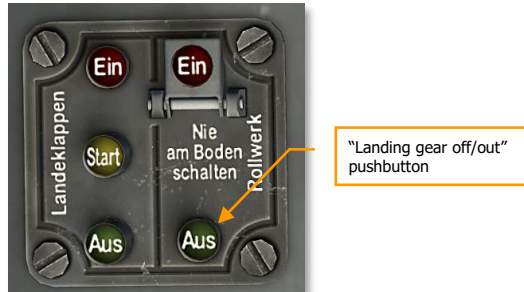 Ein
Ein
Landeklappen
Start
Nie
am Boden
schalten
Rollwerk
Aus
Aus
“Landing gear off/out”
pushbutton